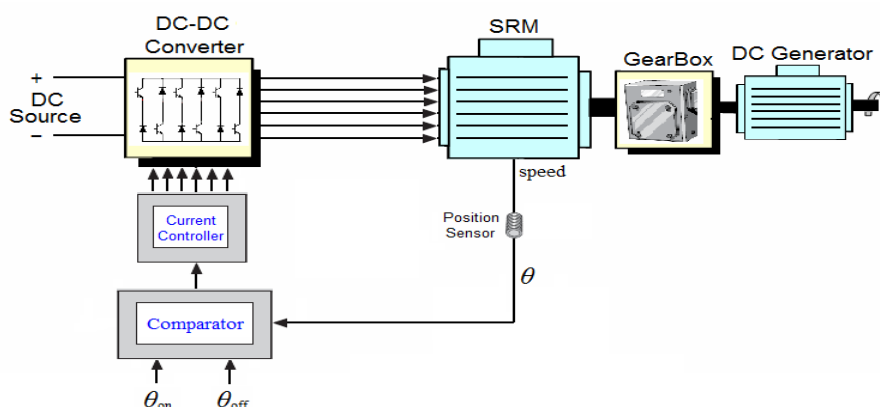 DC-DC
Converter
SRM
GearBox
DC Generator
+
DC
Source
−
speed
Current
Controller
Position
Sensor
θ
Comparator
θon
θoff